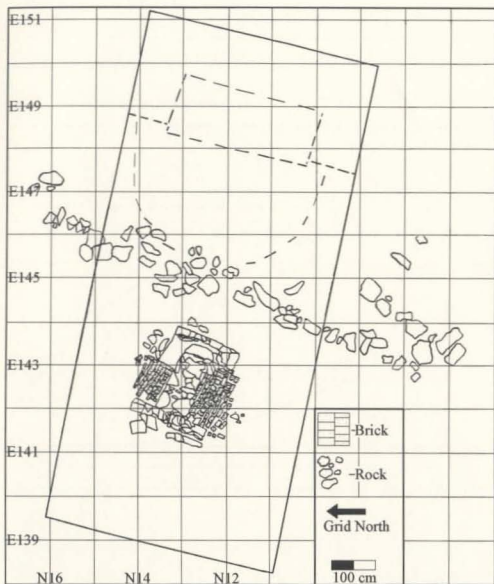 E151
E149
E147
E145
E143
E141
E139
N16 N14 N12
-Brick
-Rock
Grid North
100 cm